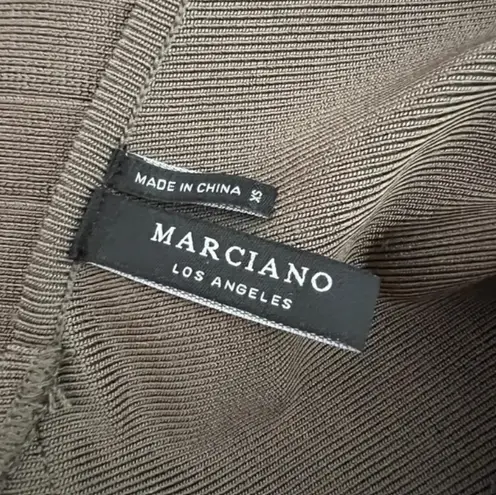 MADE IN CHINA
XS
MARCIANO
LOS ANGELES